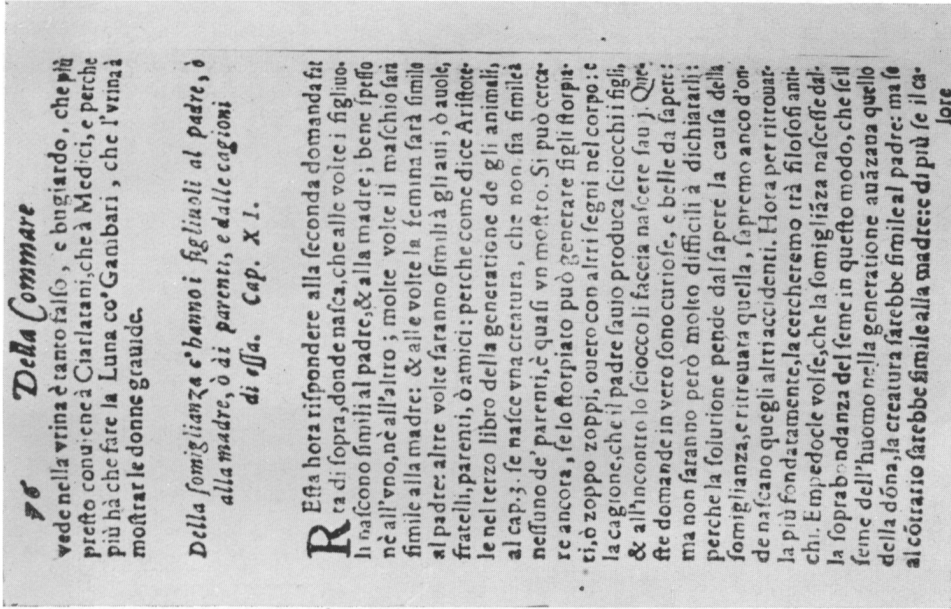 76 Della Commare
vede nella vrina è tanto falſo, e bugiardo, che più
preſto conuiene à Ciarlatani, che à Medici, e perche
più hà che fare la Luna co' Gambari, che l'vrina à
moſtrar le donne grauide.
Della ſomiglianza c'hanno i figliuoli al padre, ò
alla madre, ò ai parenti, e dalle cagioni
di eſſa. Cap. XI.
REſta hora riſpondere alla ſeconda domanda fat
ta di ſopra, donde naſca, che alle volte i figliuo-
li naſcono ſimili al padre, & alla madre; bene ſpeſſo
nè all'vno, nè all'altro; molte volte il maſchio ſarà
ſimile alla madre: & alle volte la femina ſarà ſimile
al padre: altre volte ſaranno ſimili à gli aui, ò auole,
fratelli, parenti, ò amici: perche come dice Ariſtote-
le nel terzo libro della generatione de gli animali,
al cap. 3. ſe naſce vna creatura, che non ſia ſimile à
neſſuno de' parenti, è quaſi vn moſtro. Si può cerca-
re ancora, ſe lo ſtorpiato può generare figli ſtorpia-
ti, ò zoppo zoppi, ouero con altri ſegni nel corpo: e
la cagione, che il padre ſauio produca ſciocchi i figli,
& all'incontro lo ſciocco li faccia naſcere ſauj. Que-
ſte domande in vero ſono curioſe, e belle da ſapere:
ma non ſaranno però molto difficili à dichiararli:
perche la ſolutione pende dal ſapere la cauſa della
ſomiglianza, e ritrouata quella, ſapremo anco d'on-
de naſcano quegli altri accidenti. Hora per ritrouar-
la più fondatamente, la cercheremo trà filoſofi anti-
chi. Empedocle volſe, che la ſomigliãza naſceſſe dal-
la ſoprabondanza del ſeme in queſto modo, che ſe il
ſeme dell'huomo nella generatione auãzana quello
della dóna, la creatura ſarebbe ſimile al padre: ma ſe
al córrario ſarebbe ſimile alla madre: e di più ſe il ca-
lore